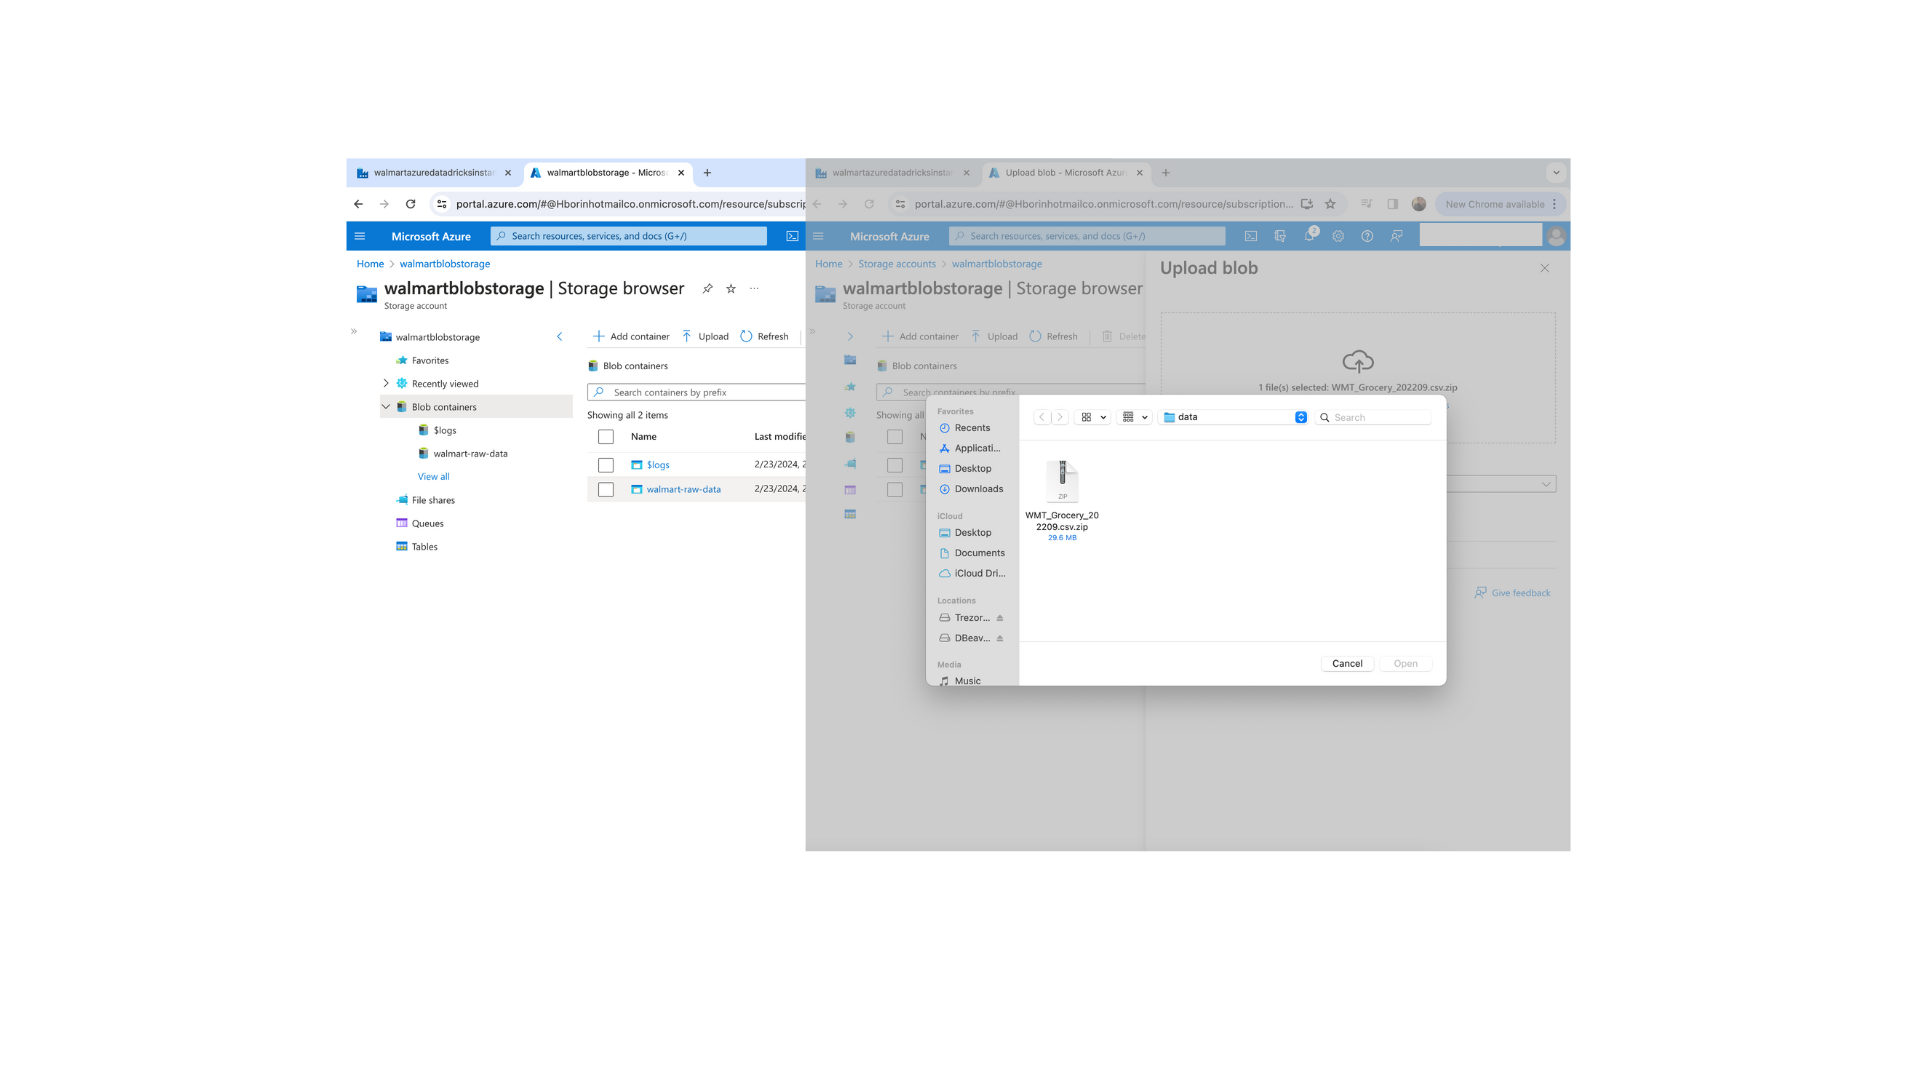 walmartazuredatadricksinsta
walmartblobstorage - Micros
portal.azure.com/#@Hborinhotmailco.onmicrosoft.com/resource/subscrip
Microsoft Azure
Search resources, services, and docs (G+/)
Home > walmartblobstorage
walmartblobstorage | Storage browser
Storage account
walmartblobstorage
Favorites
Recently viewed
Blob containers
$logs
walmart-raw-data
View all
File shares
Queues
Tables
Add container
Upload
Refresh
Blob containers
Search containers by prefix
Showing all 2 items
Name
Last modifie
$logs
2/23/2024, 2
walmart-raw-data
2/23/2024, 2
walmartazuredatadricksinsta
Upload blob - Microsoft Azur
portal.azure.com/#@Hborinhotmailco.onmicrosoft.com/resource/subscription...
New Chrome available
Microsoft Azure
Search resources, services, and docs (G+/)
2
Home > Storage accounts > walmartblobstorage
walmartblobstorage | Storage browser
Storage account
Add container
Upload
Refresh
Delete
Blob containers
Search containers by prefix
Showing all
Upload blob
1 file(s) selected: WMT_Grocery_202209.csv.zip
Give feedback
Favorites
Recents
Applicati...
Desktop
Downloads
iCloud
Desktop
Documents
iCloud Dri...
Locations
Trezor...
DBeav...
Media
Music
data
Search
ZIP
WMT_Grocery_20
2209.csv.zip
29.6 MB
Cancel
Open